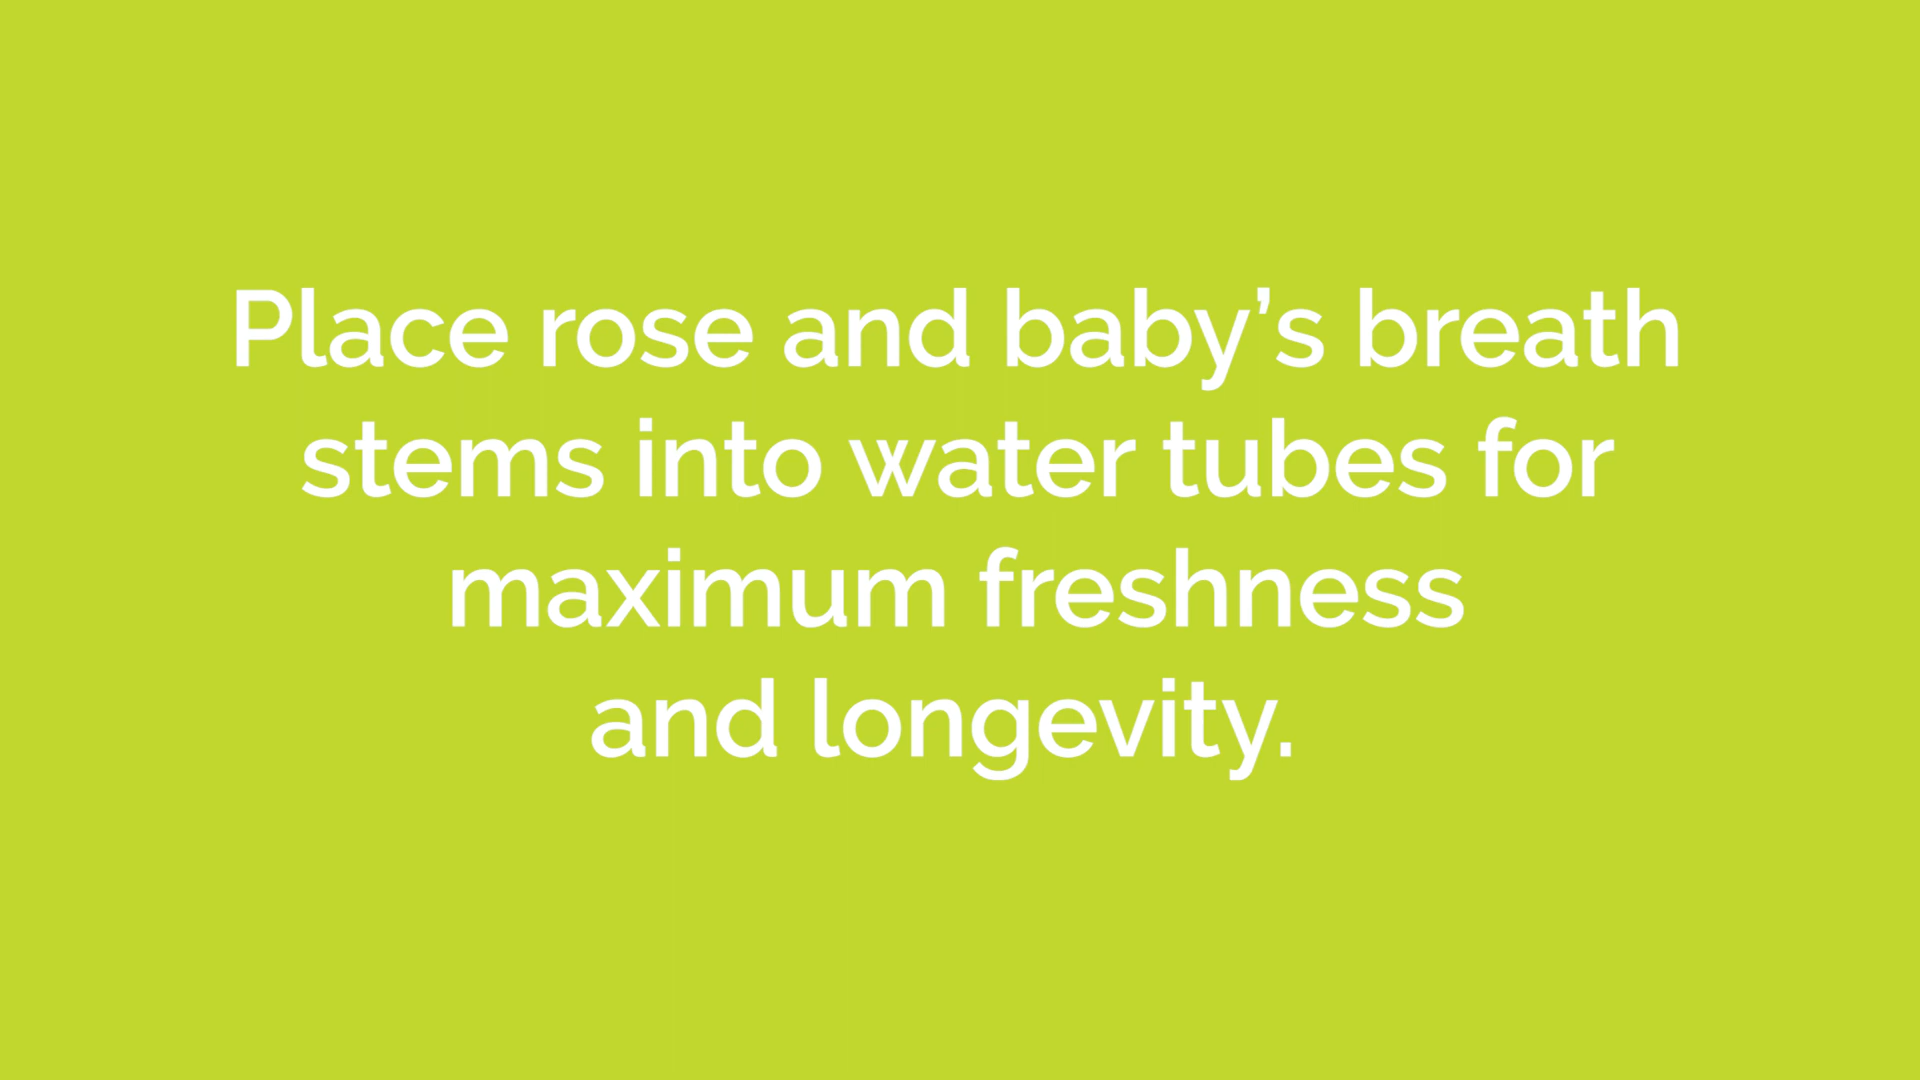 Place rose and baby’s breath
stems into water tubes for
maximum freshness
and longevity.